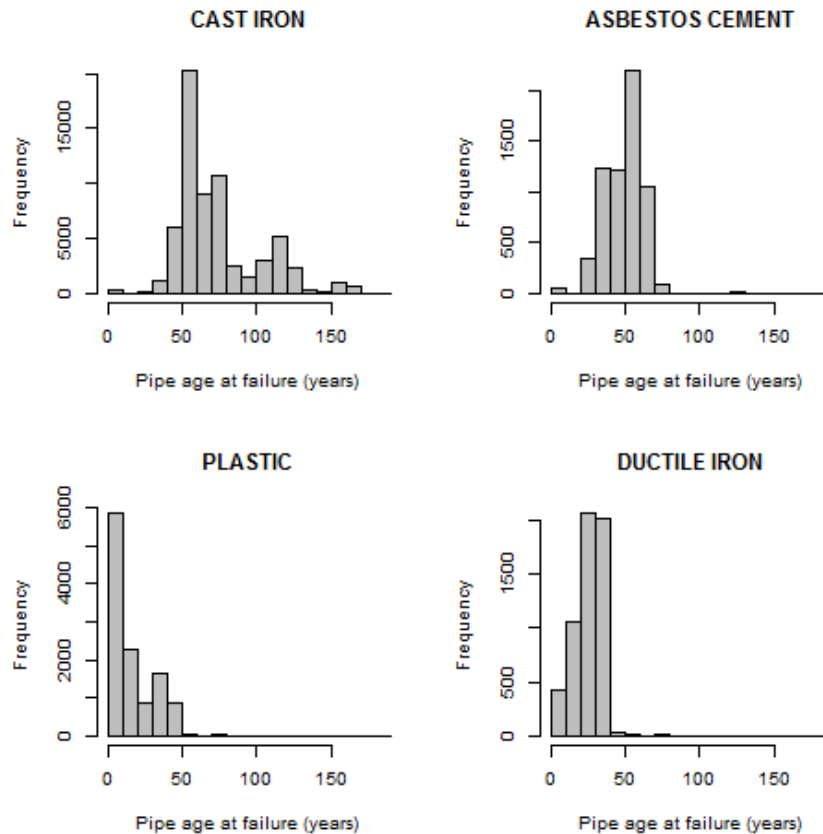 CAST IRON
Frequency
15000
5000
0
0 50 100 150
Pipe age at failure (years)
ASBESTOS CEMENT
Frequency
1500
500
0
0 50 100 150
Pipe age at failure (years)
PLASTIC
Frequency
6000
4000
2000
0
0 50 100 150
Pipe age at failure (years)
DUCTILE IRON
Frequency
1500
500
0
0 50 100 150
Pipe age at failure (years)